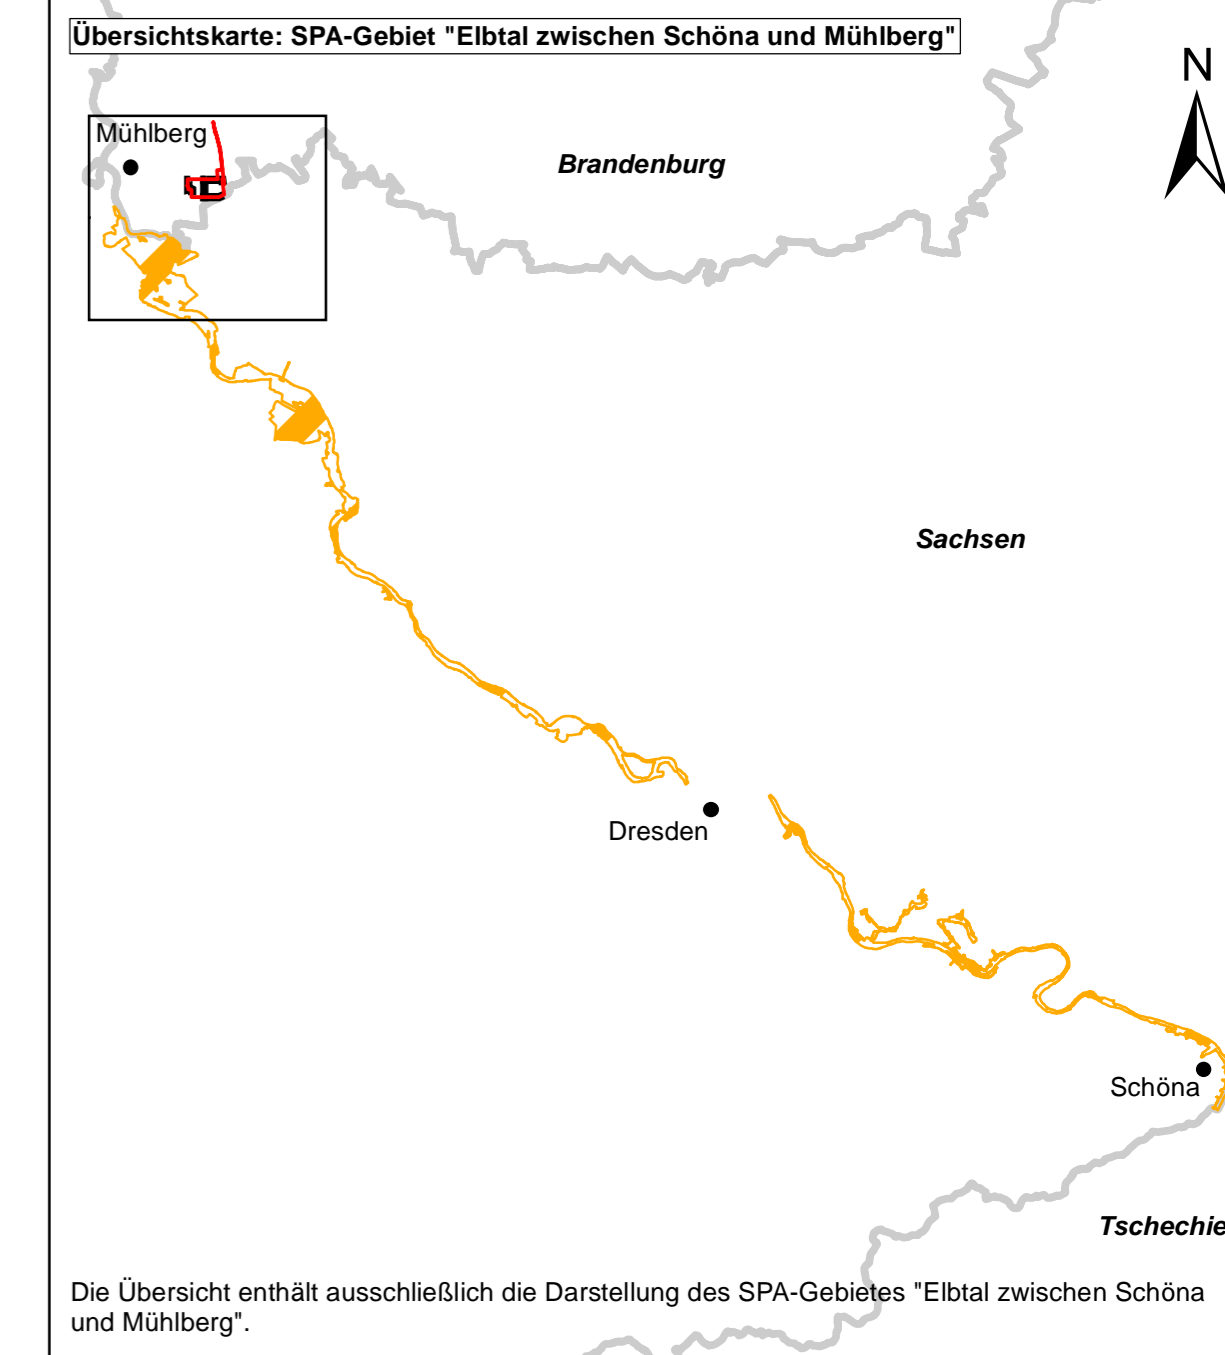 Übersichtskarte: SPA-Gebiet "Elbtal zwischen Schöna und Mühlberg"
N
Mühlberg
Brandenburg
Sachsen
Dresden
Schöna
Tschechie
Die Übersicht enthält ausschließlich die Darstellung des SPA-Gebietes "Elbtal zwischen Schöna
und Mühlberg".